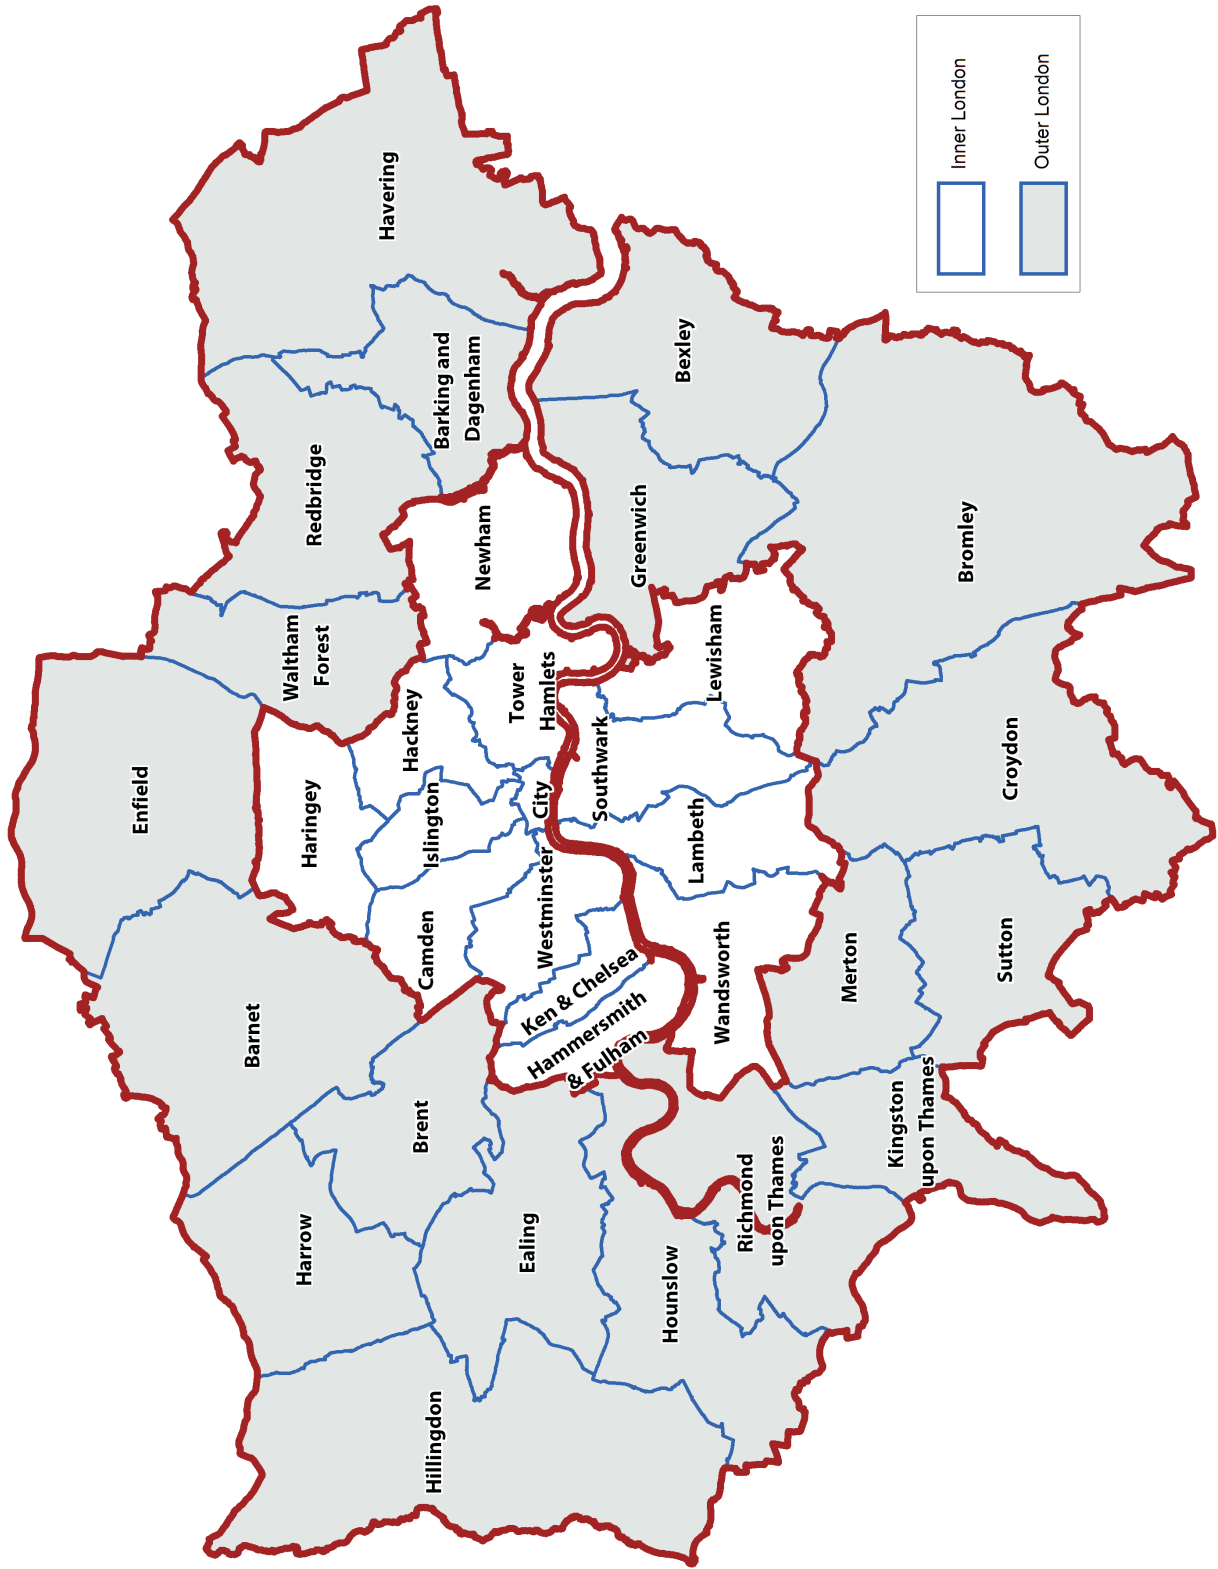 Enfield
Barnet
Haringey
Waltham
Forest
Redbridge
Havering
Harrow
Brent
Camden
Islington
Hackney
Newham
Barking and
Dagenham
Hillingdon
Ealing
Westminster
City
Tower
Hamlets
Ken & Chelsea
Hammersmith
& Fulham
Hounslow
Richmond
upon Thames
Wandsworth
Lambeth
Southwark
Lewisham
Greenwich
Bexley
Kingston
upon Thames
Merton
Sutton
Croydon
Bromley
Inner London
Outer London